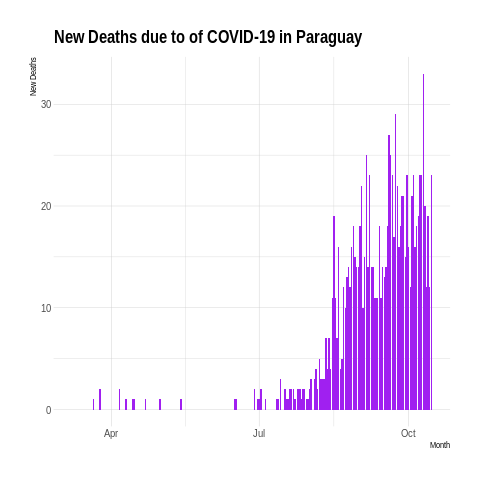 New Deaths due to of COVID-19 in Paraguay
New Deaths
30
20
10
0
Apr
Jul
Oct
Month